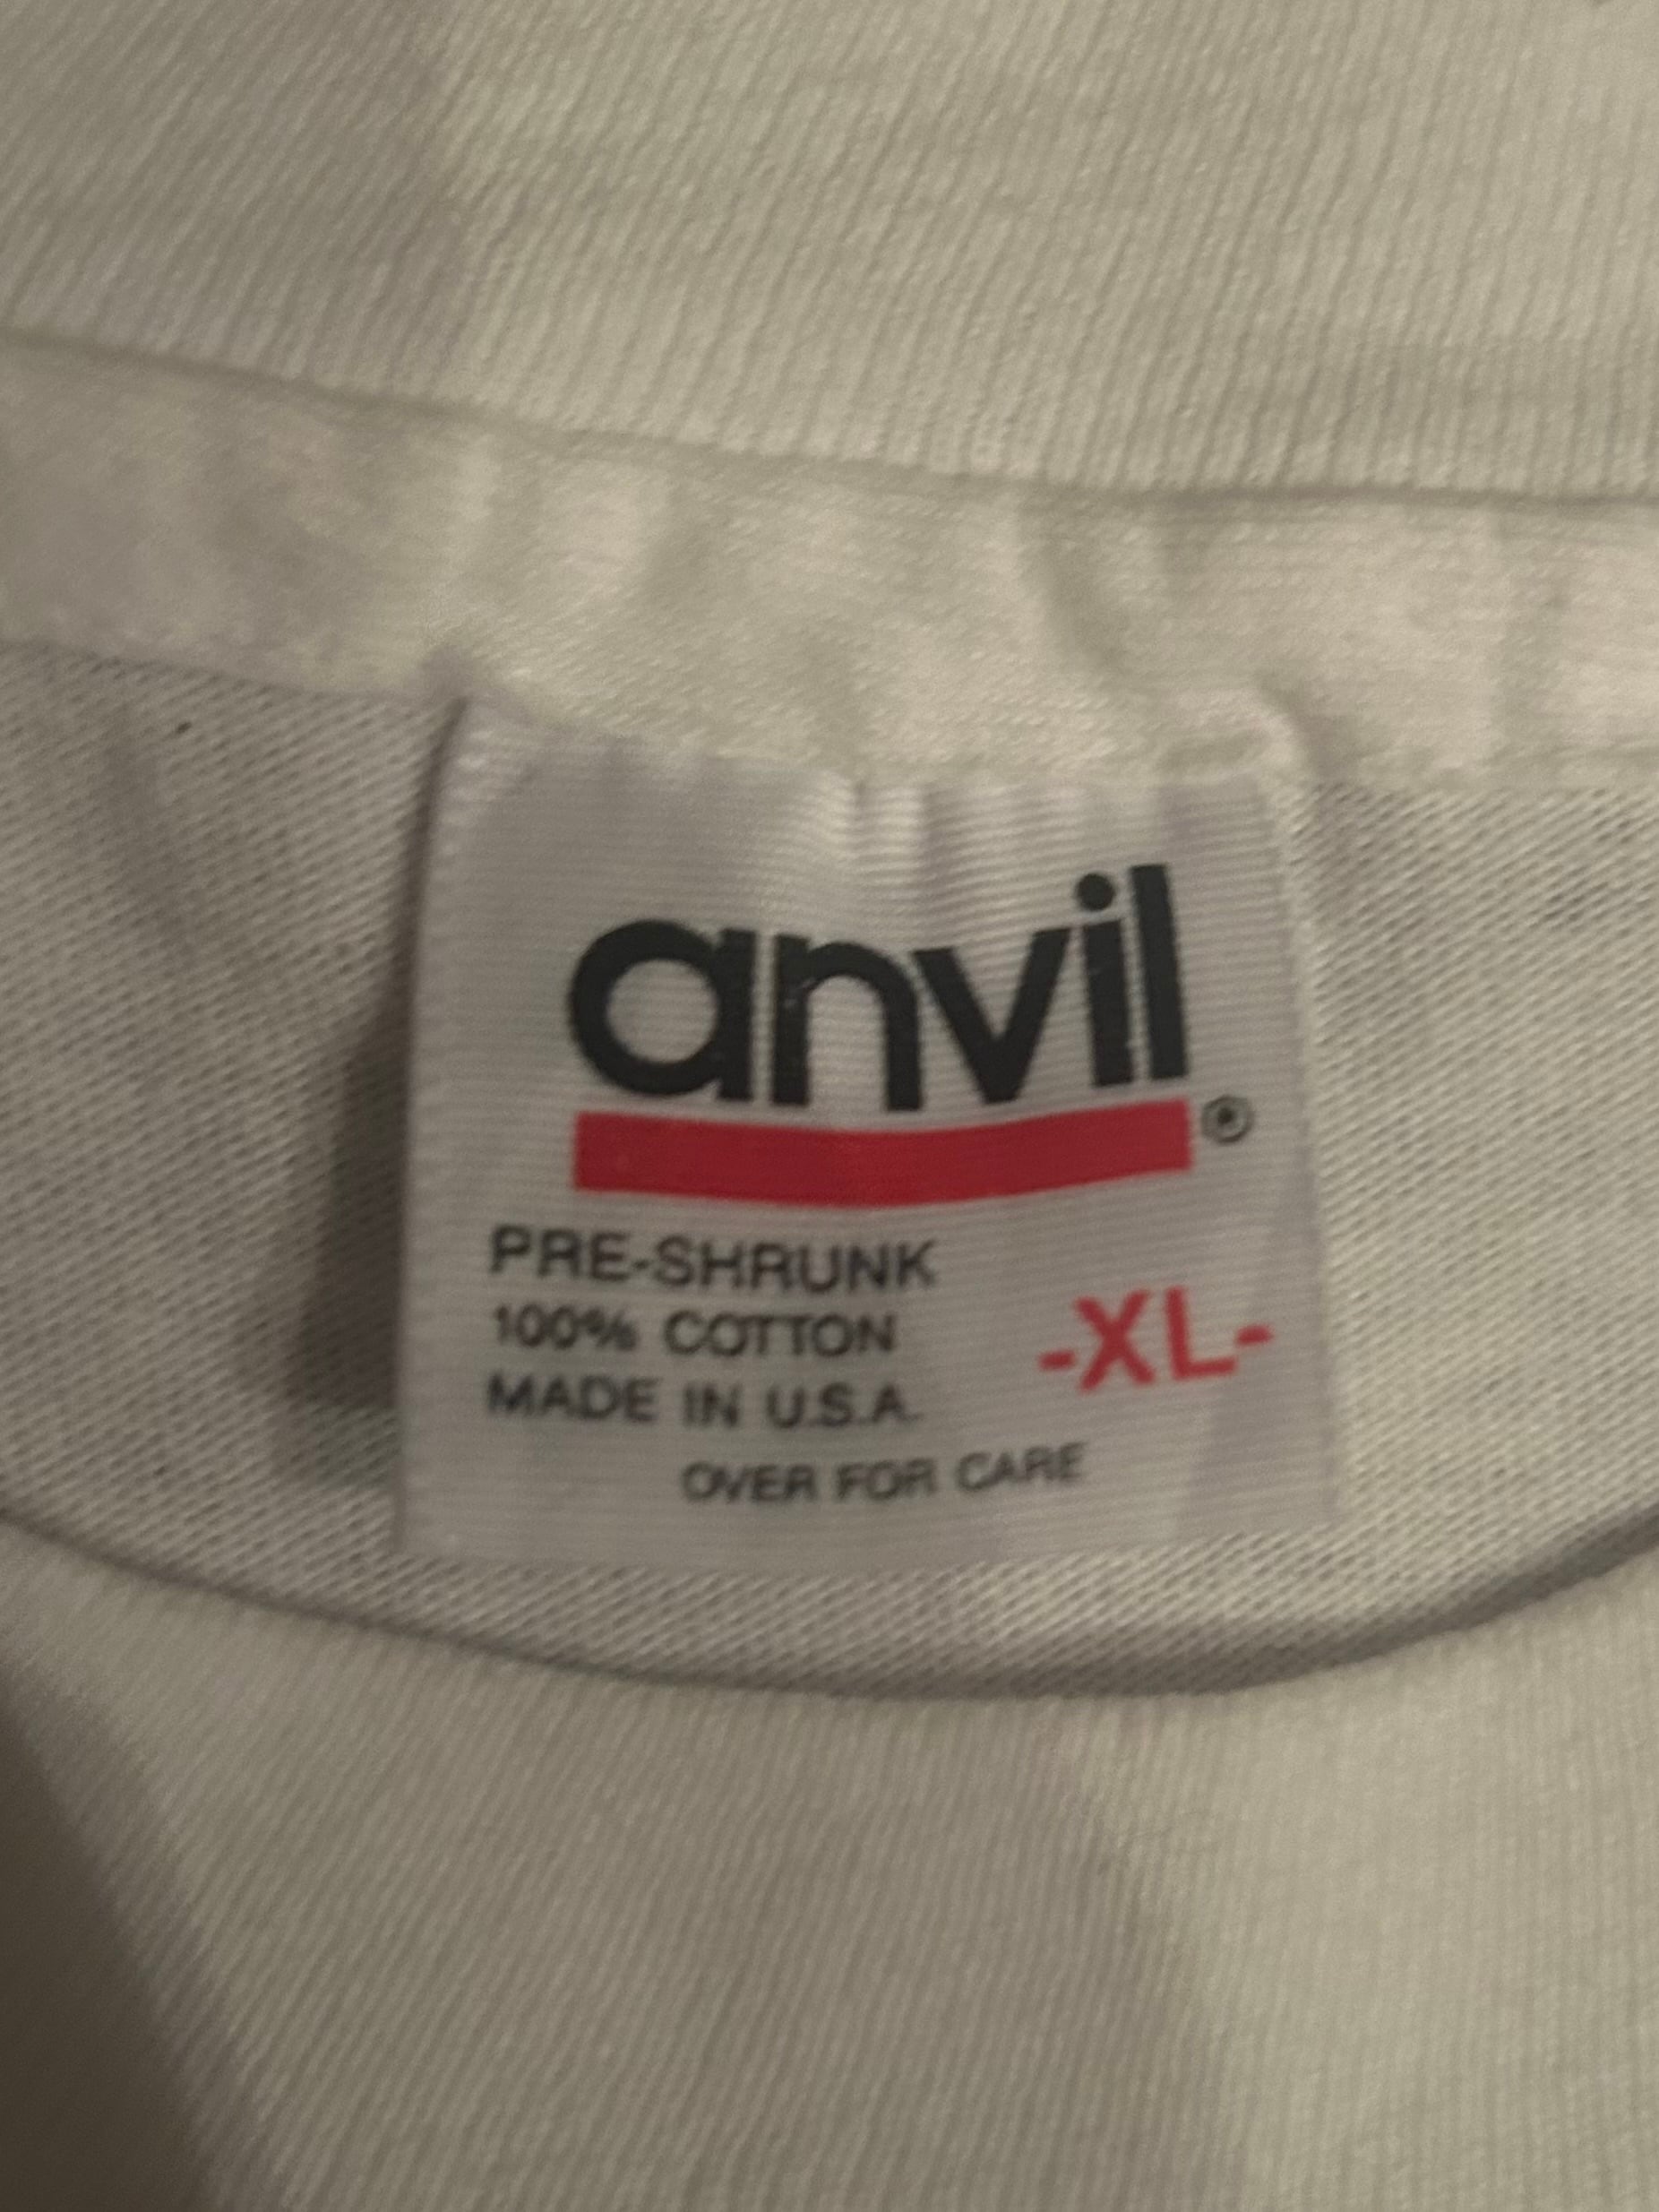 anvil®
PRE-SHRUNK
100% COTTON
-XL-
MADE IN U.S.A.
OVER FOR CARE